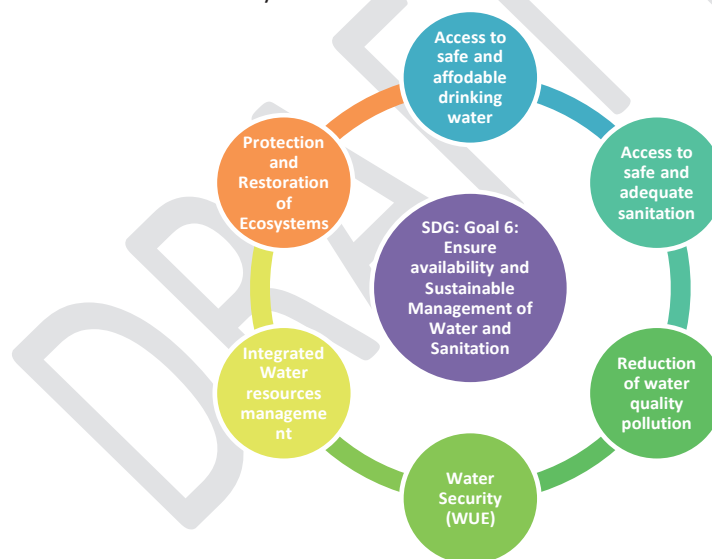 Access to
safe and
affodable
drinking
water
Access to
safe and
adequate
sanitation
Reduction
of water
quality
pollution
Water
Security
(WUE)
Integrated
Water
resources
manageme
nt
Protection
and
Restoration
of
Ecosystems
SDG: Goal 6:
Ensure
availability and
Sustainable
Management of
Water and
Sanitation
DRAFT